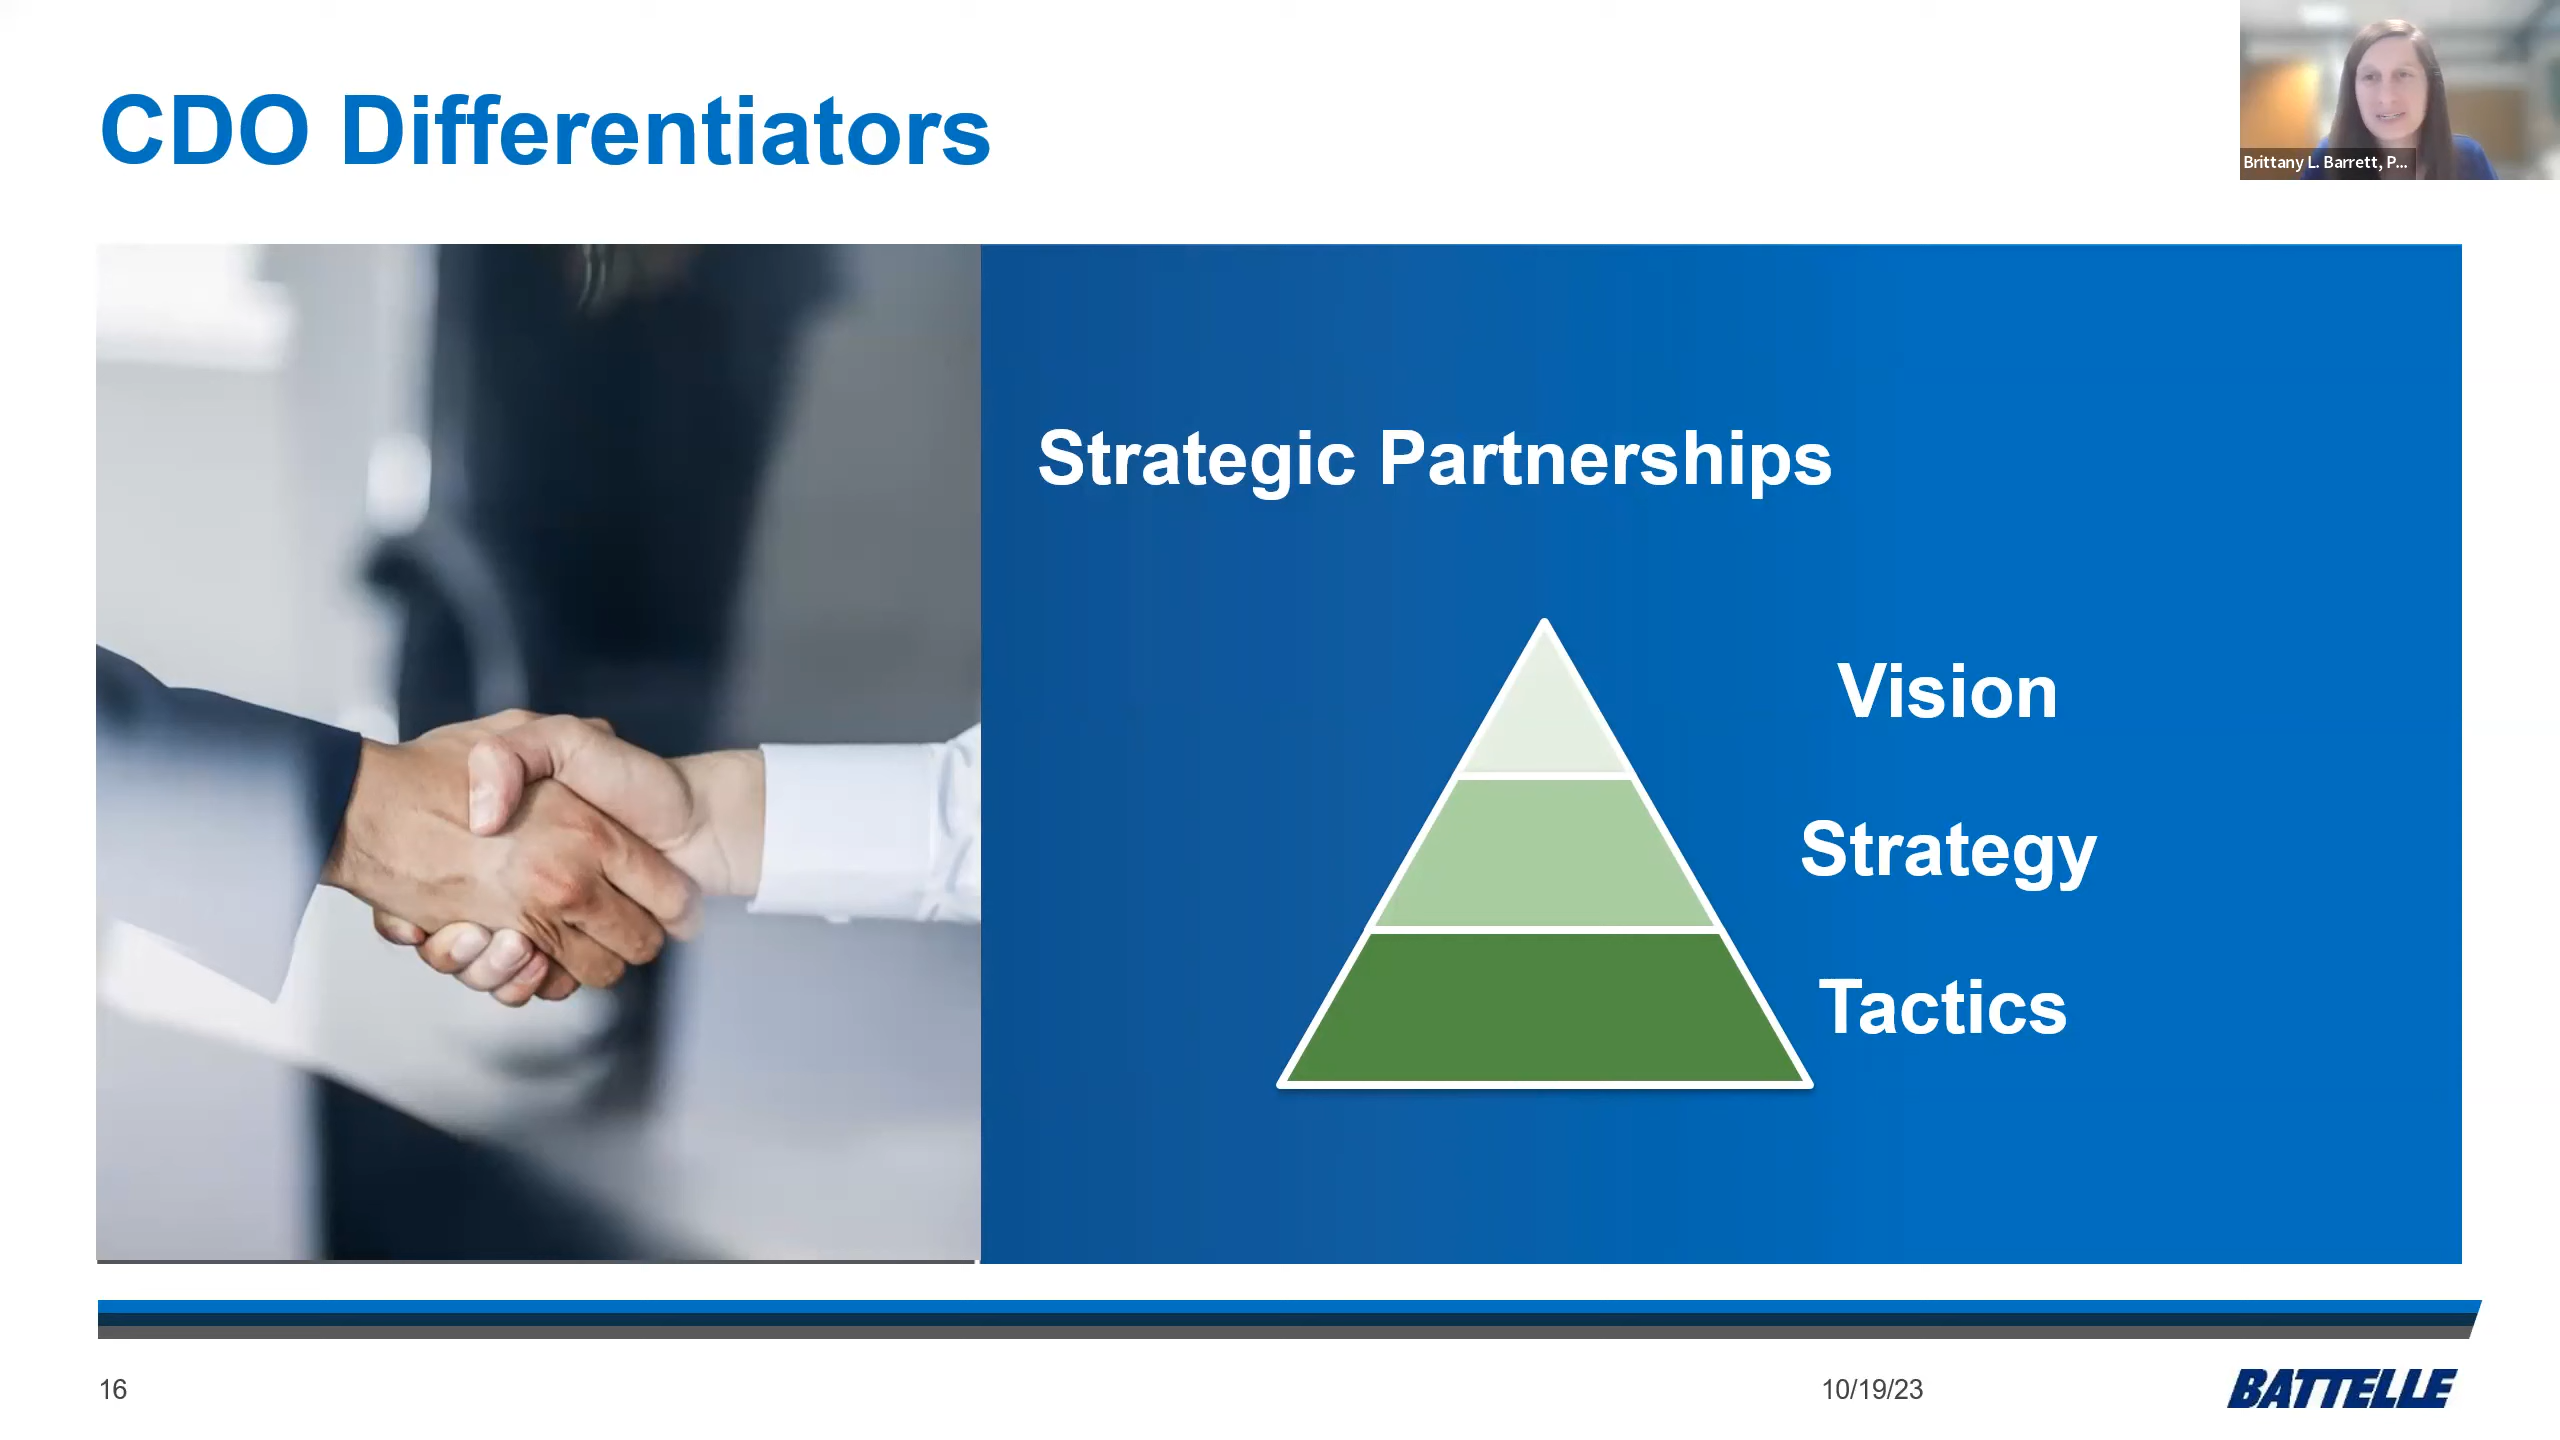 CDO Differentiators
Brittany L. Barrett, P...
Strategic Partnerships
Vision
Strategy
Tactics
16
10/19/23
BATTELLE